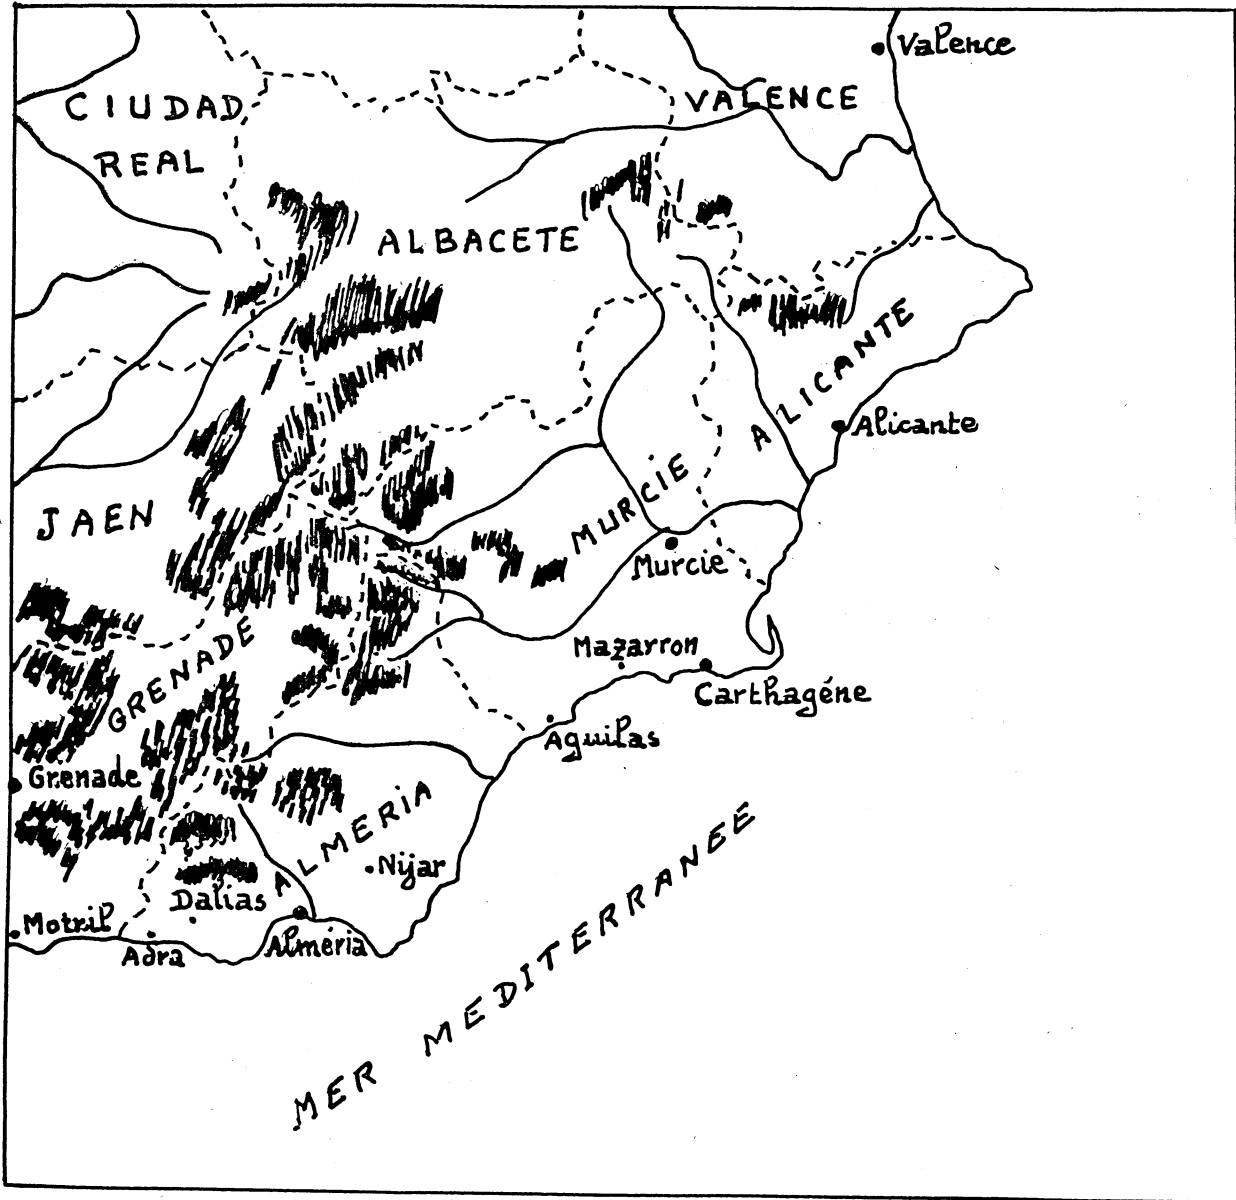 Valence
CIUDAD
REAL
VALENCE
ALBACETE
ALICANTE
Alicante
JAEN
MURCIE
Murcie
GRENADE
Mazarron
Carthagéne
Aguilas
Grenade
ALMERIA
Nijar
Dalias
Motril
Adra
Alméria
MER MEDITERRANEE